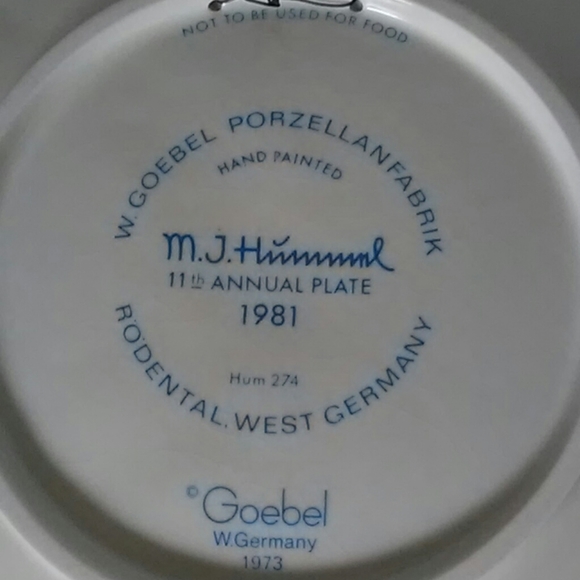 NOT TO BE USED FOR FOOD
W. GOEBEL PORZELLANFABRIK
HAND PAINTED
M.J. Hummel
11th ANNUAL PLATE
1981
Hum 274
RÖDENTAL, WEST GERMANY
© Goebel
W.Germany
1973